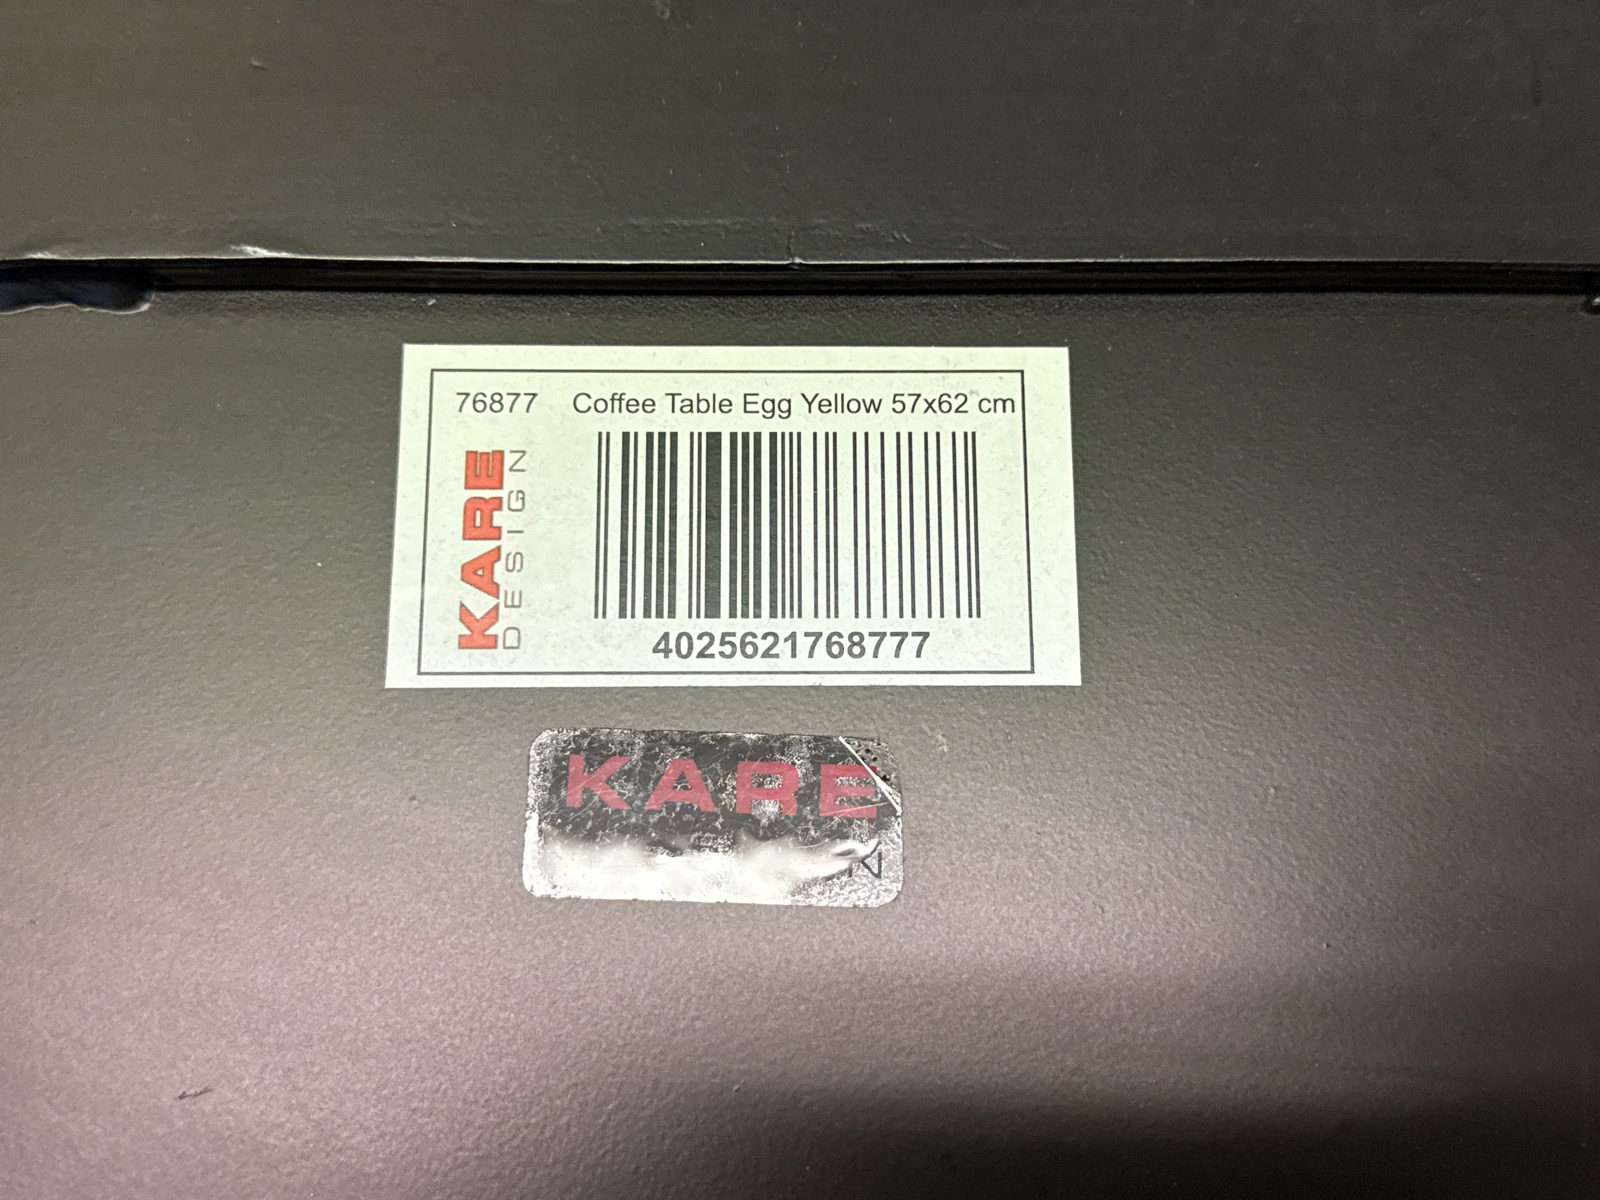 76877 Coffee Table Egg Yellow 57x62 cm
KARE
DESIGN
4025621768777
KARE